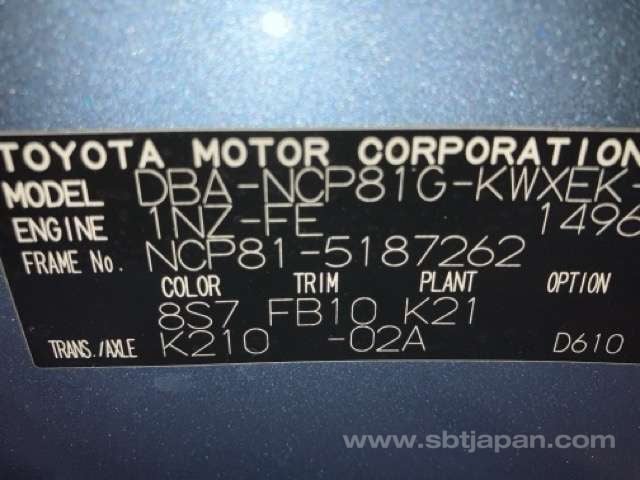 TOYOTA MOTOR CORPORATION
MODEL DBA-NCP81G-KWXEK-
ENGINE 1NZ-FE 1496
FRAME No. NCP81-5187262
COLOR TRIM PLANT OPTION
8S7 FB10 K21
TRANS./AXLE K210 -02A D610
www.sbtjapan.com